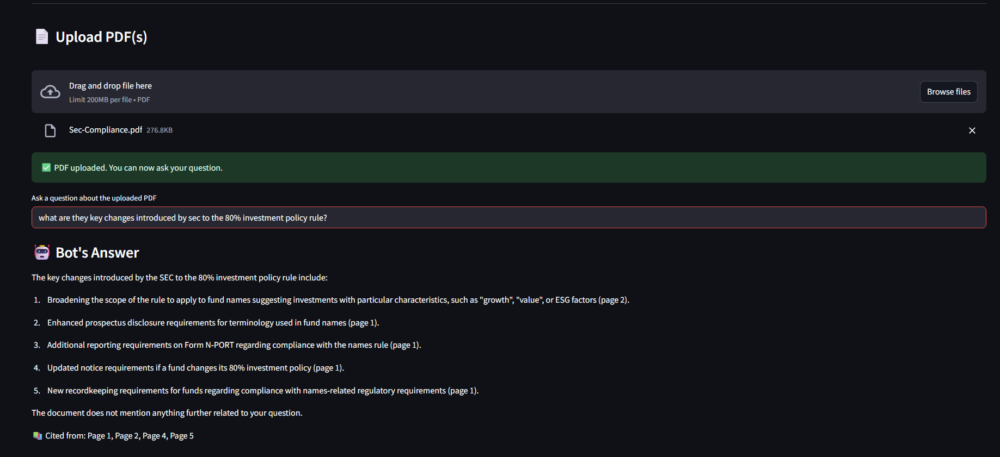 Upload PDF(s)
Drag and drop file here
Limit 200MB per file • PDF
Browse files
Sec-Compliance.pdf 276.8KB
PDF uploaded. You can now ask your question.
Ask a question about the uploaded PDF
what are they key changes introduced by sec to the 80% investment policy rule?
Bot's Answer
The key changes introduced by the SEC to the 80% investment policy rule include:
1. Broadening the scope of the rule to apply to fund names suggesting investments with particular characteristics, such as "growth", "value", or ESG factors (page 2).
2. Enhanced prospectus disclosure requirements for terminology used in fund names (page 1).
3. Additional reporting requirements on Form N-PORT regarding compliance with the names rule (page 1).
4. Updated notice requirements if a fund changes its 80% investment policy (page 1).
5. New recordkeeping requirements for funds regarding compliance with names-related regulatory requirements (page 1).
The document does not mention anything further related to your question.
Cited from: Page 1, Page 2, Page 4, Page 5